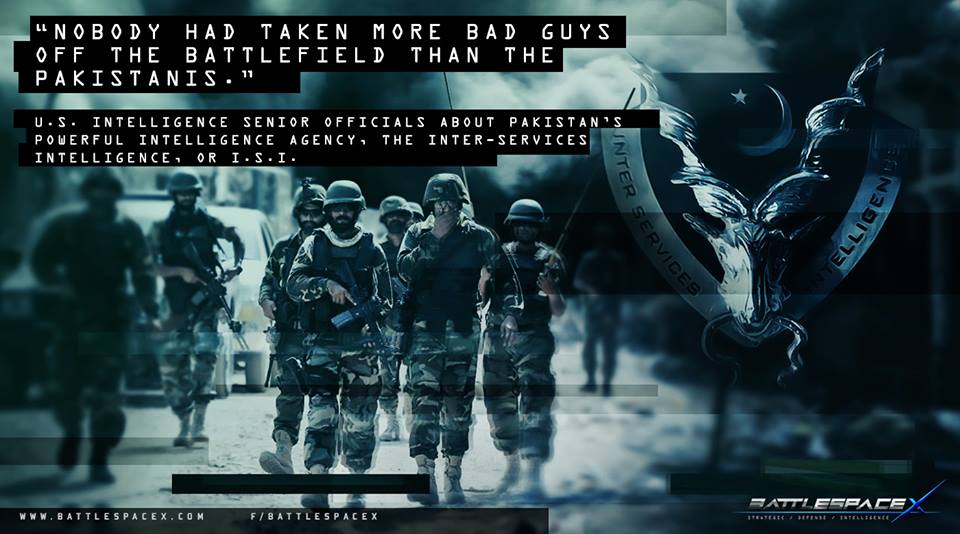 “NOBODY HAD TAKEN MORE BAD GUYS
OFF THE BATTLEFIELD THAN THE
PAKISTANIS.”
U.S. INTELLIGENCE SENIOR OFFICIALS ABOUT PAKISTAN'S
POWERFUL INTELLIGENCE AGENCY, THE INTER-SERVICES
INTELLIGENCE, OR I.S.I.
INTER SERVICES
INTELLIGENCE
BATTLESPACEX
STRATEGIC / DEFENSE / INTELLIGENCE
WWW.BATTLESPACEX.COM F/BATTLESPACEX